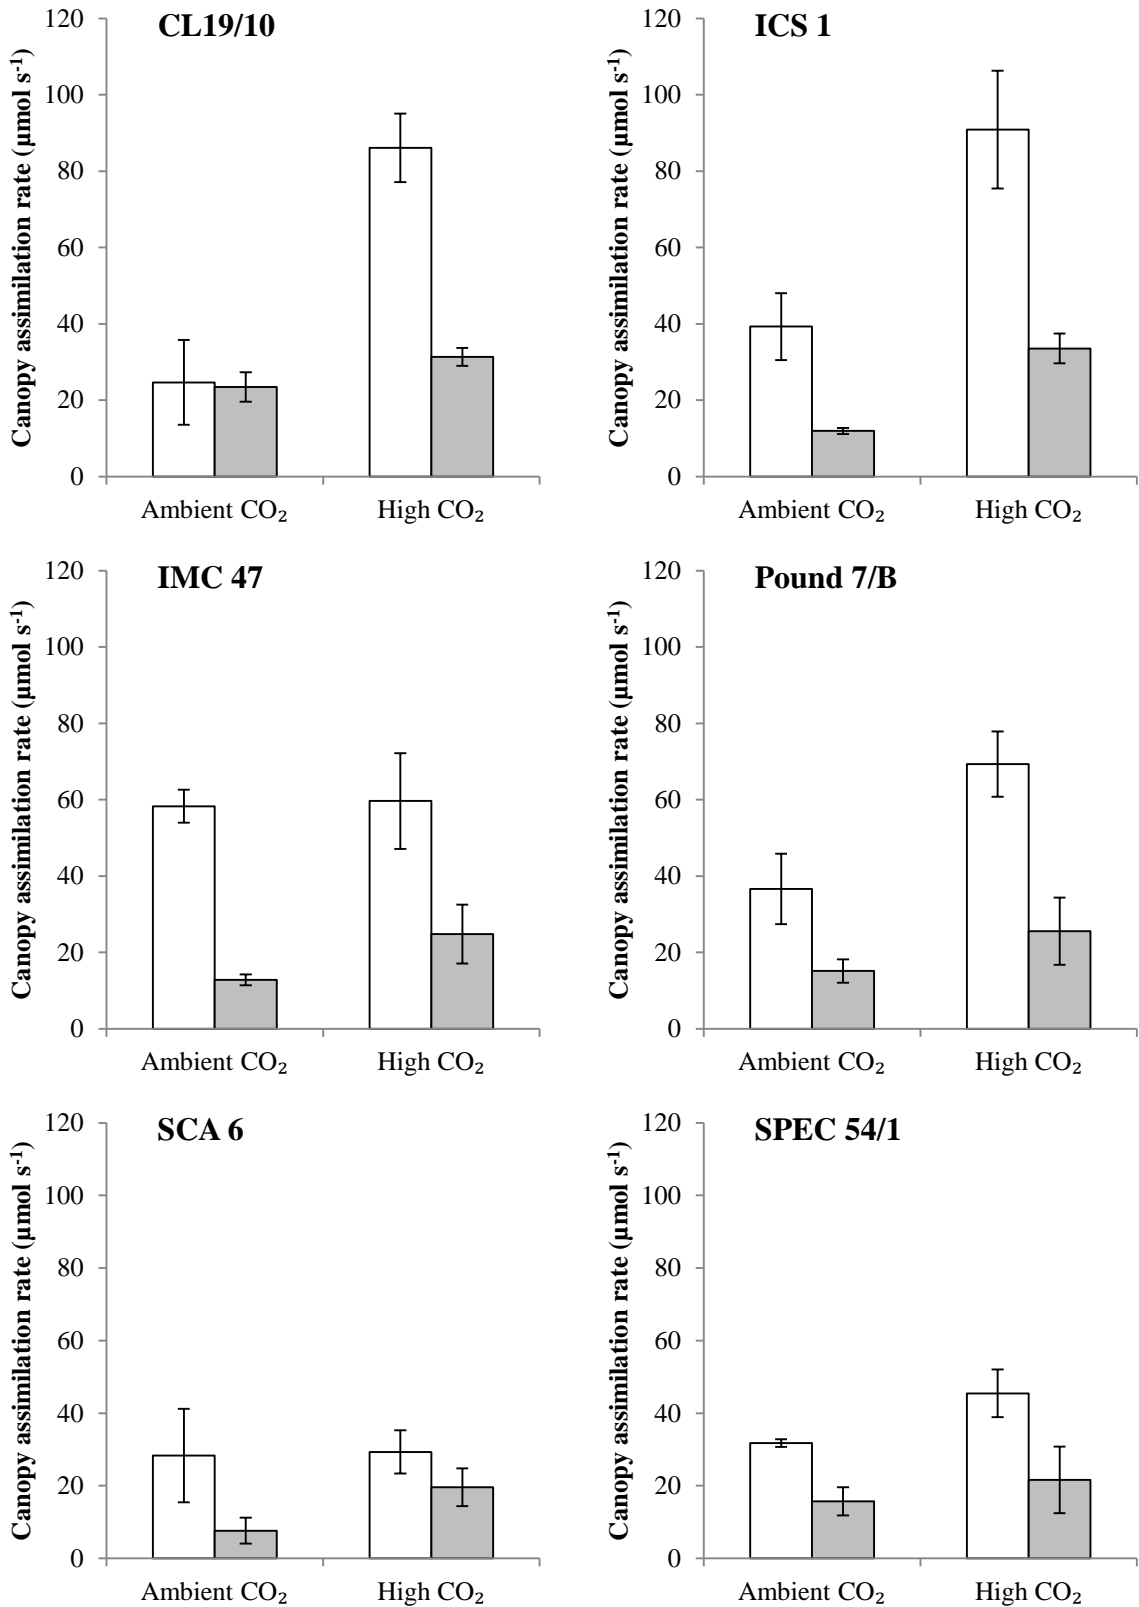 CL19/10
Canopy assimilation rate (µmol s⁻¹)
120
100
80
60
40
20
0
Ambient CO₂ High CO₂
ICS 1
Canopy assimilation rate (µmol s⁻¹)
120
100
80
60
40
20
0
Ambient CO₂ High CO₂
IMC 47
Canopy assimilation rate (µmol s⁻¹)
120
100
80
60
40
20
0
Ambient CO₂ High CO₂
Pound 7/B
Canopy assimilation rate (µmol s⁻¹)
120
100
80
60
40
20
0
Ambient CO₂ High CO₂
SCA 6
Canopy assimilation rate (µmol s⁻¹)
120
100
80
60
40
20
0
Ambient CO₂ High CO₂
SPEC 54/1
Canopy assimilation rate (µmol s⁻¹)
120
100
80
60
40
20
0
Ambient CO₂ High CO₂